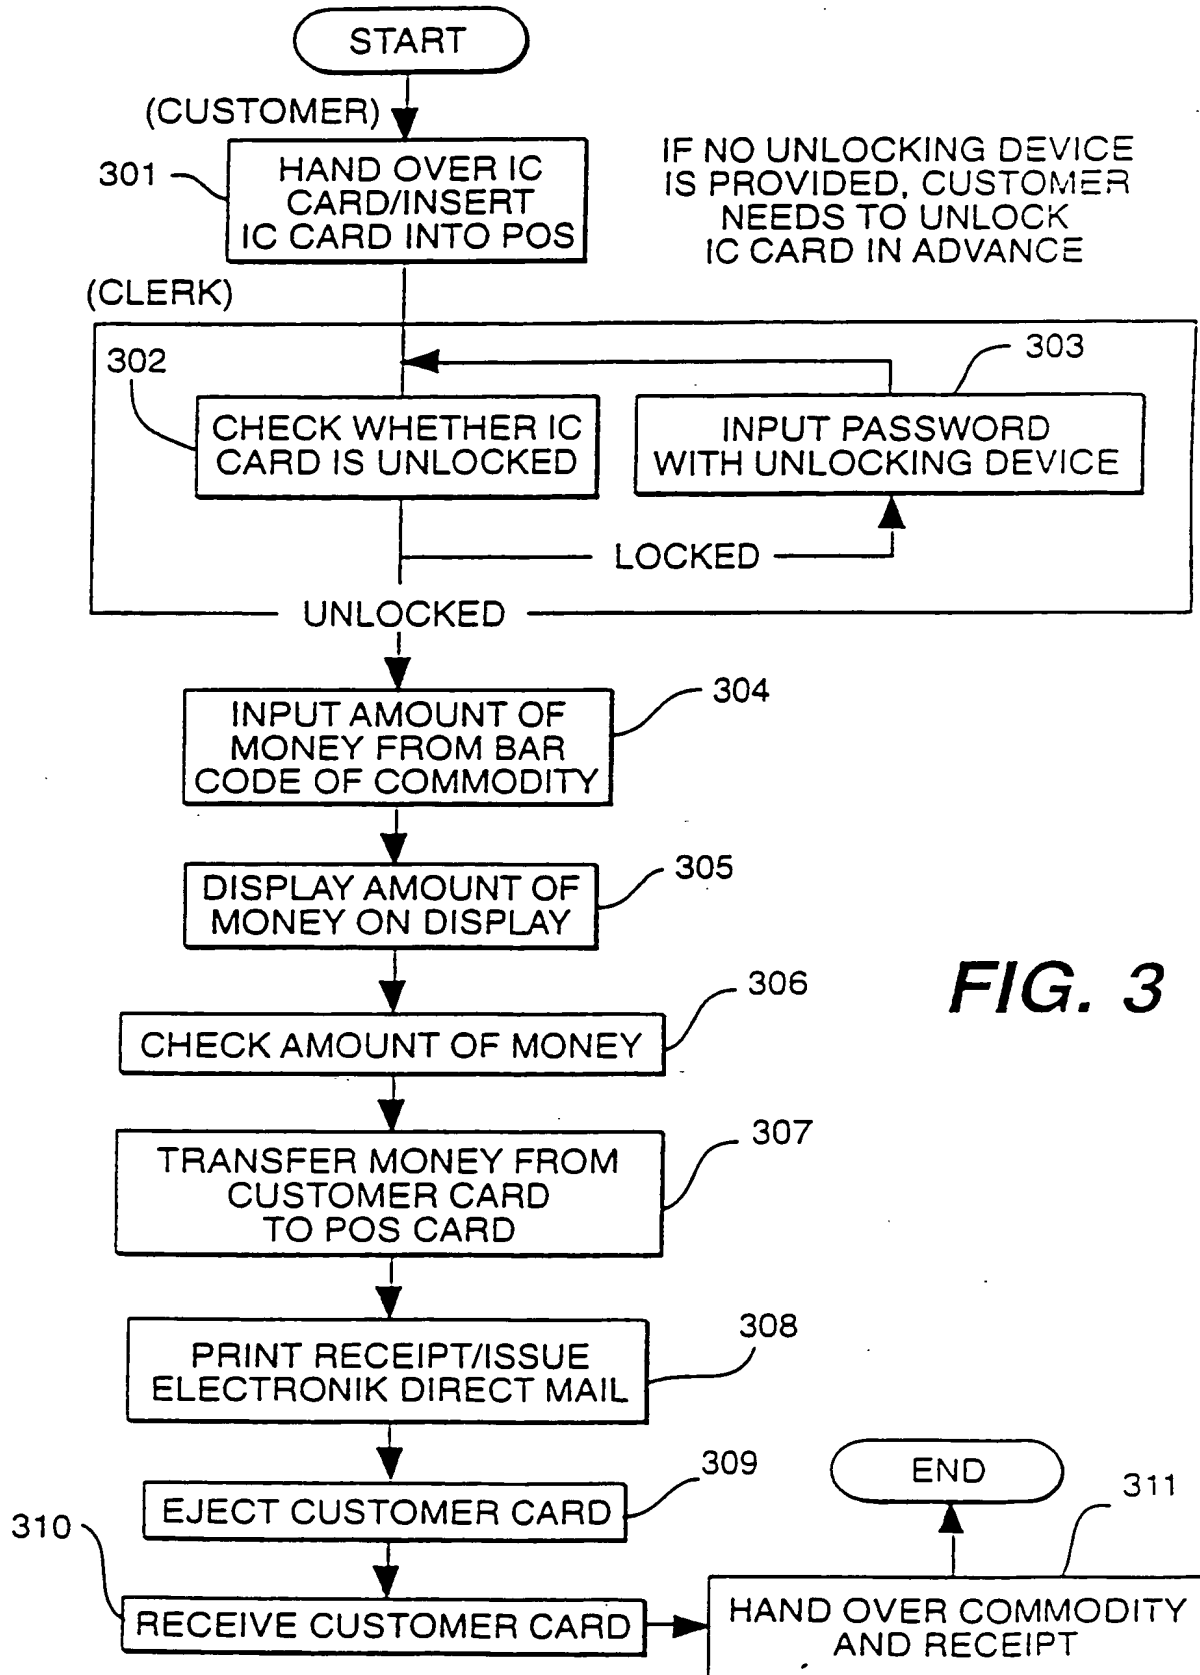 START
(CUSTOMER)
301
HAND OVER IC
CARD/INSERT
IC CARD INTO POS
IF NO UNLOCKING DEVICE
IS PROVIDED, CUSTOMER
NEEDS TO UNLOCK
IC CARD IN ADVANCE
(CLERK)
302
303
CHECK WHETHER IC
CARD IS UNLOCKED
INPUT PASSWORD
WITH UNLOCKING DEVICE
LOCKED
UNLOCKED
304
INPUT AMOUNT OF
MONEY FROM BAR
CODE OF COMMODITY
305
DISPLAY AMOUNT OF
MONEY ON DISPLAY
FIG. 3
306
CHECK AMOUNT OF MONEY
307
TRANSFER MONEY FROM
CUSTOMER CARD
TO POS CARD
308
PRINT RECEIPT/ISSUE
ELECTRONIK DIRECT MAIL
309
EJECT CUSTOMER CARD
END
311
310
RECEIVE CUSTOMER CARD
HAND OVER COMMODITY
AND RECEIPT